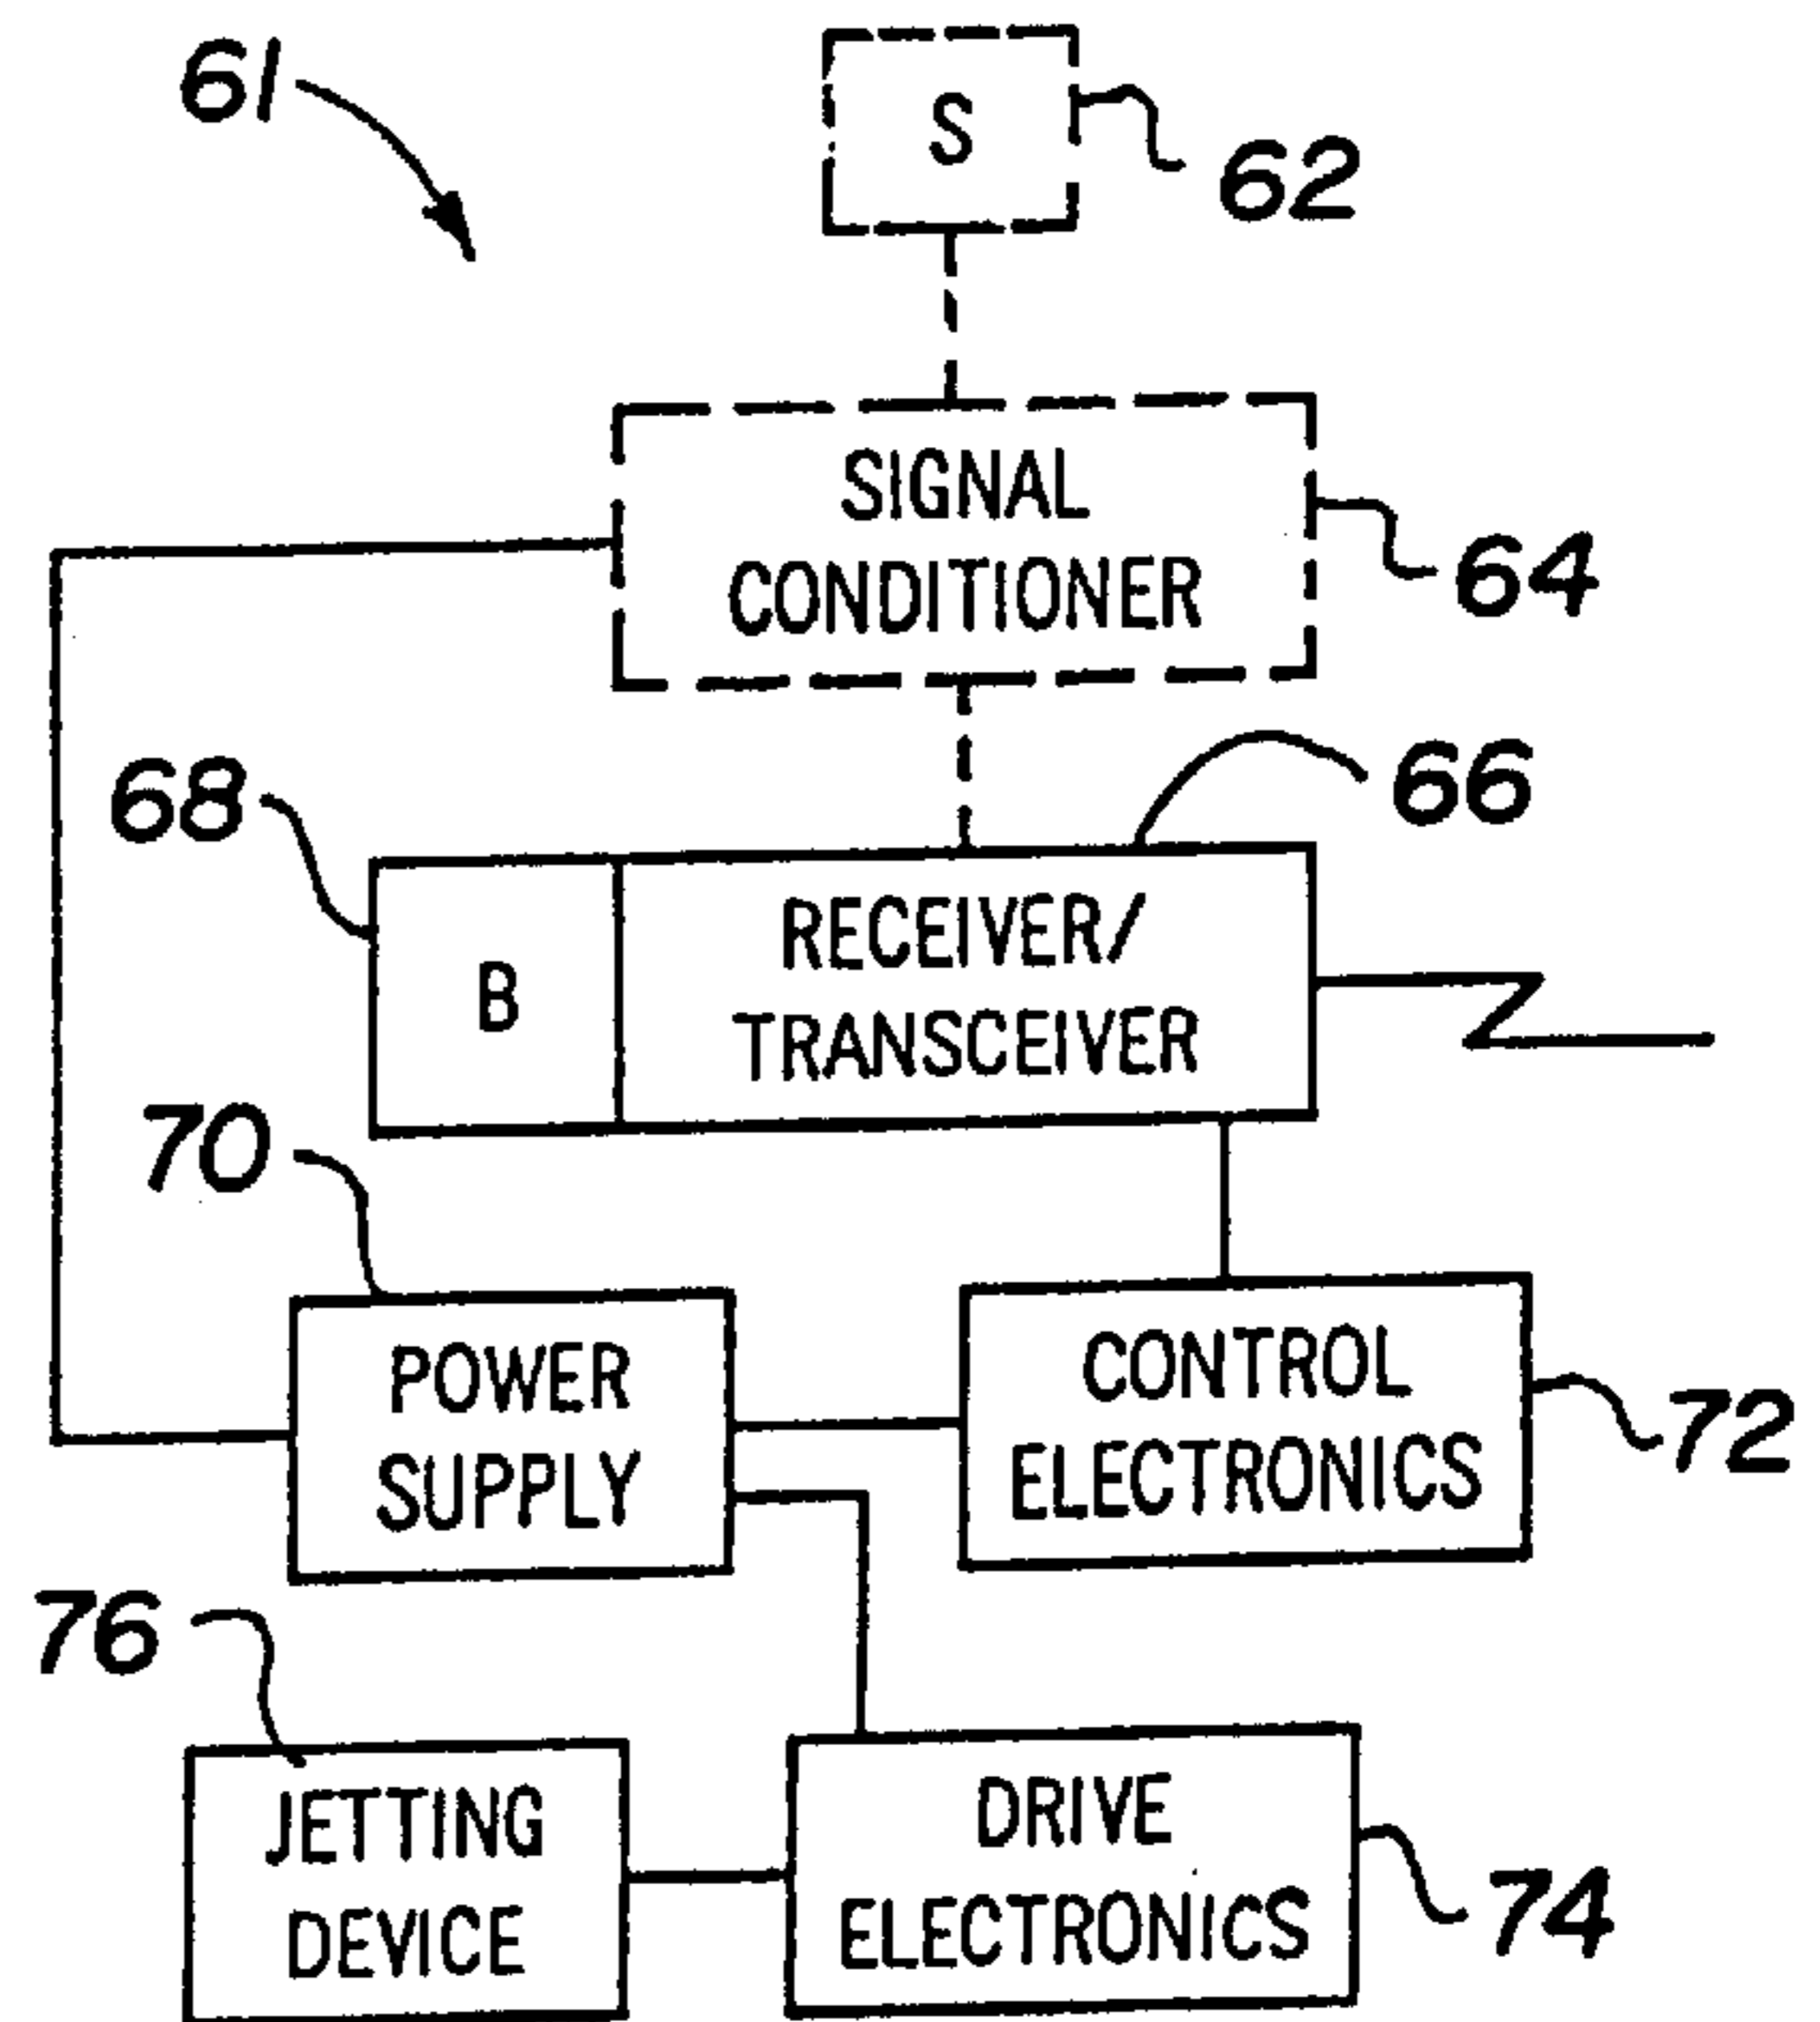 61
S
62
SIGNAL
CONDITIONER
64
68
66
B
RECEIVER/
TRANSCEIVER
70
POWER
SUPPLY
CONTROL
ELECTRONICS
72
76
JETTING
DEVICE
DRIVE
ELECTRONICS
74